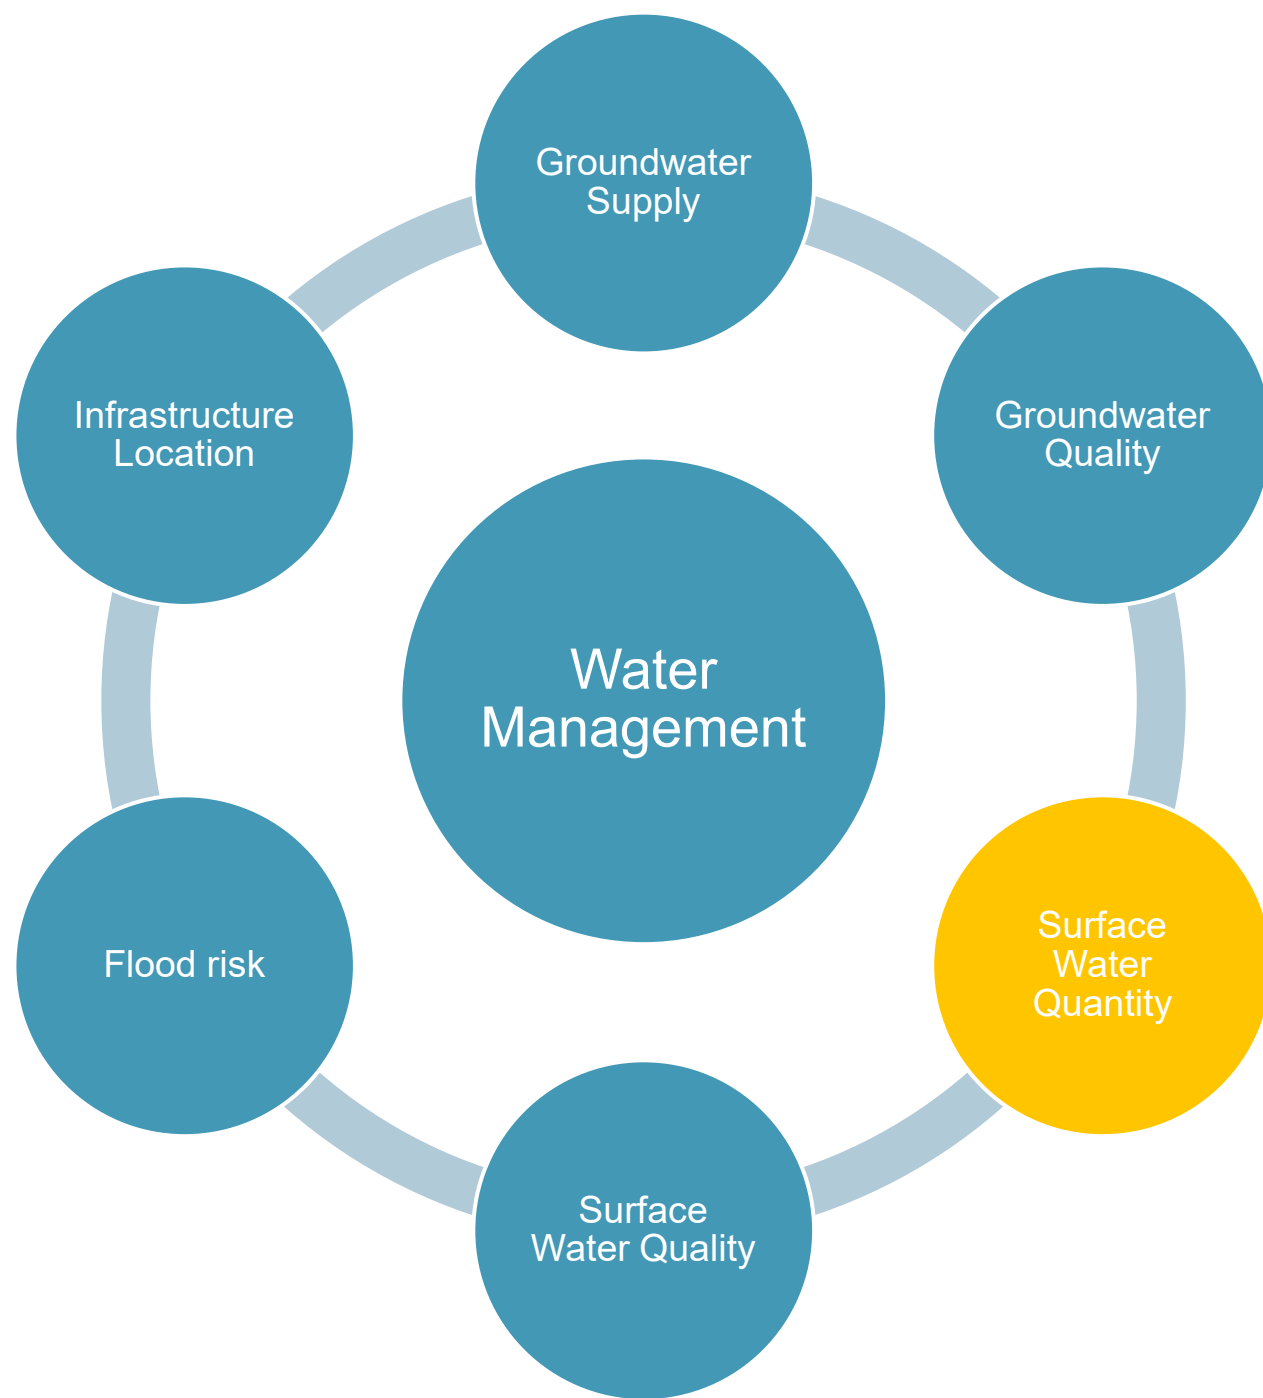 Groundwater
Supply
Groundwater
Quality
Surface
Water
Quantity
Surface
Water Quality
Flood risk
Infrastructure
Location
Water
Management